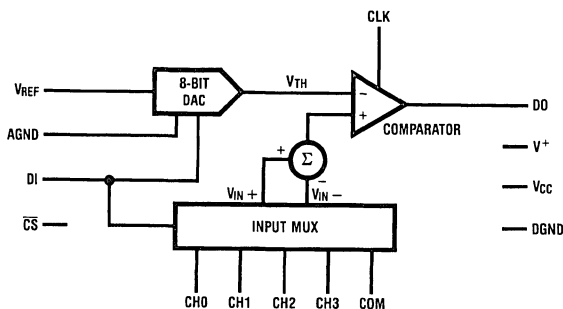 CLK
8-BIT
DAC
VREF
VTH
−
+
DO
AGND
COMPARATOR
+
Σ
V+
DI
−
VIN +
VIN −
VCC
CS
INPUT MUX
DGND
CH0
CH1
CH2
CH3
COM